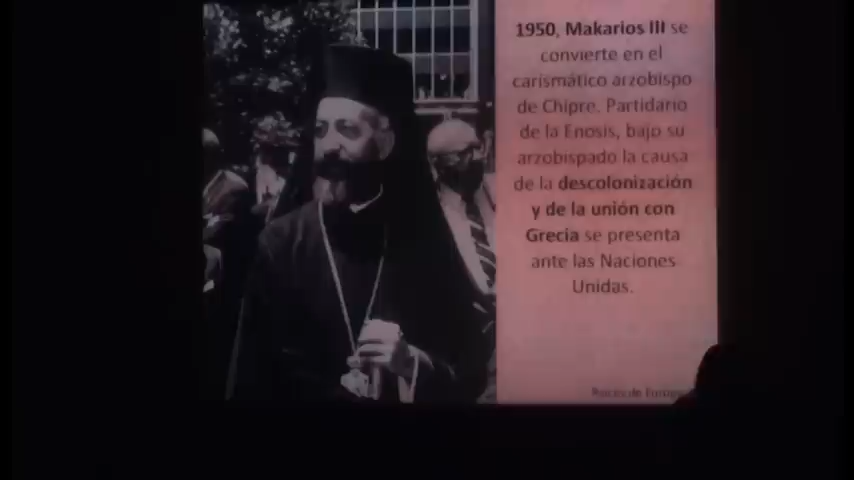 1950, Makarios III se
convierte en el
carismático arzobispo
de Chipre. Partidario
de la Enosis, bajo su
arzobispado la causa
de la descolonización
y de la unión con
Grecia se presenta
ante las Naciones
Unidas.